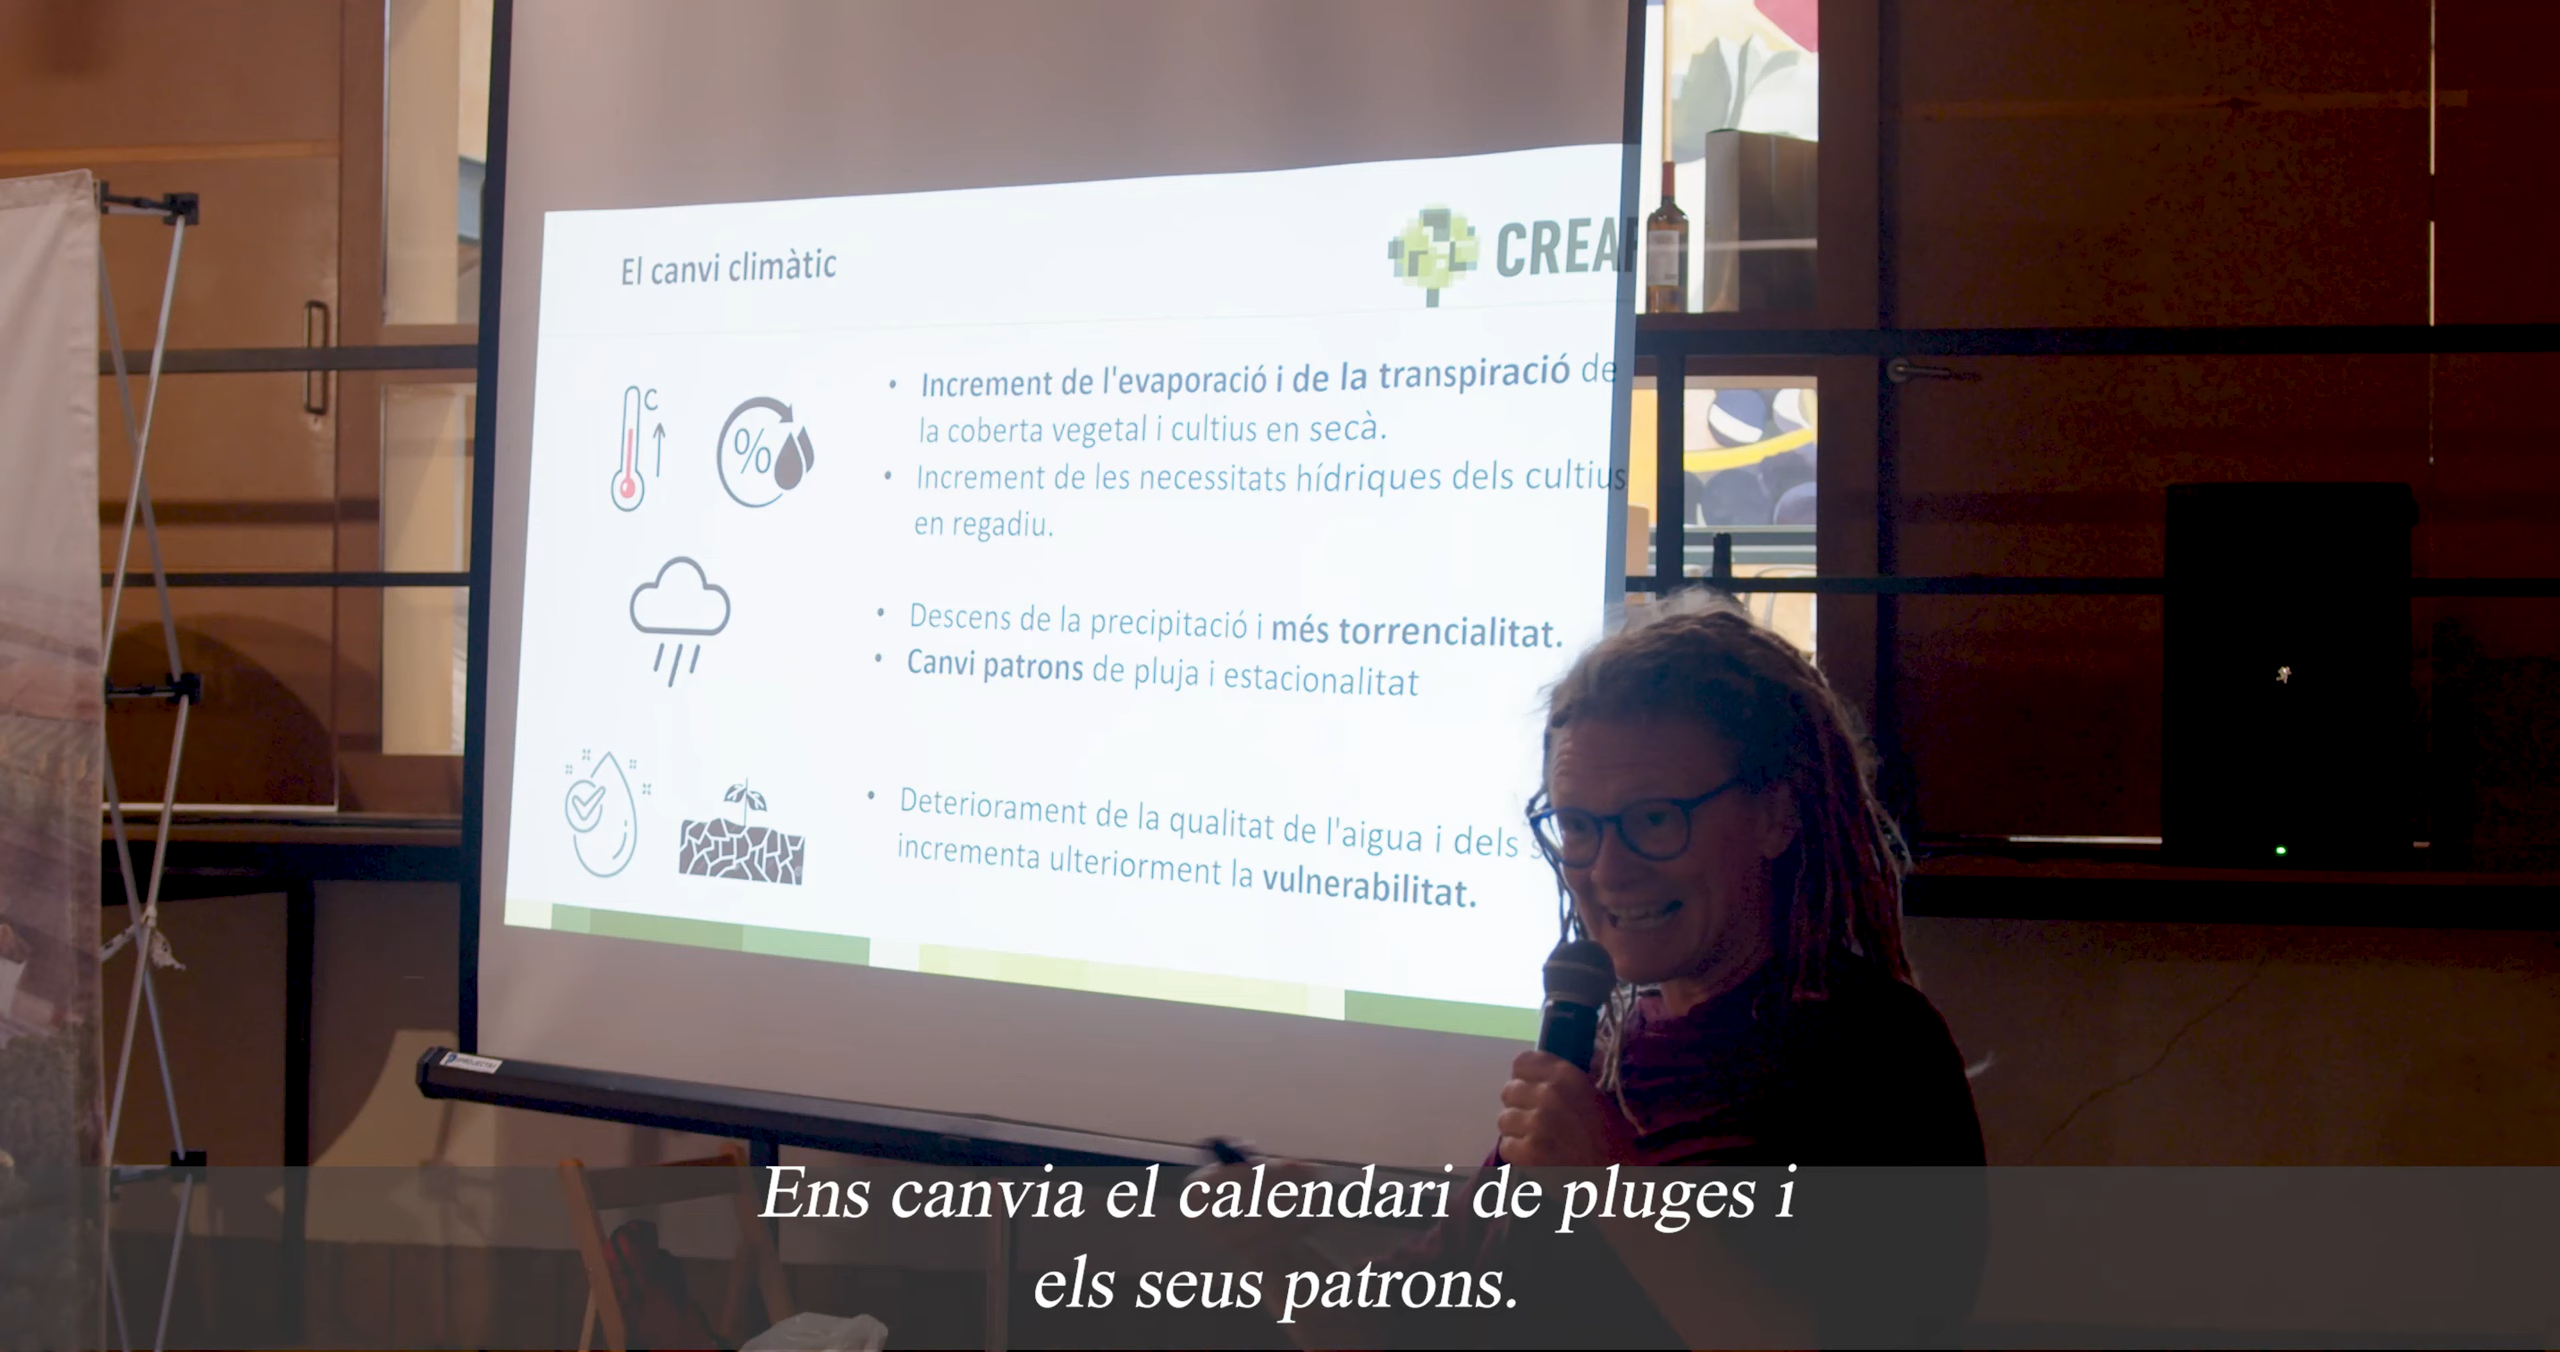 El canvi climàtic
CREAF
C
%
• Increment de l'evaporació i de la transpiració de
la coberta vegetal i cultius en secà.
• Increment de les necessitats hídriques dels cultius
en regadiu.
• Descens de la precipitació i més torrencialitat.
• Canvi patrons de pluja i estacionalitat
• Deteriorament de la qualitat de l'aigua i dels
incrementa ulteriorment la vulnerabilitat.
Ens canvia el calendari de pluges i
els seus patrons.